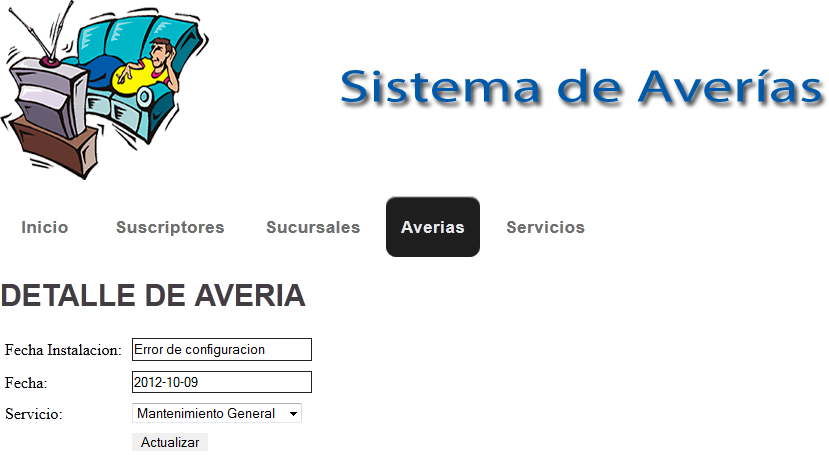 Sistema de Averías
Inicio Suscriptores Sucursales Averias Servicios
DETALLE DE AVERIA
Fecha Instalacion: Error de configuracion
Fecha: 2012-10-09
Servicio: Mantenimiento General
Actualizar